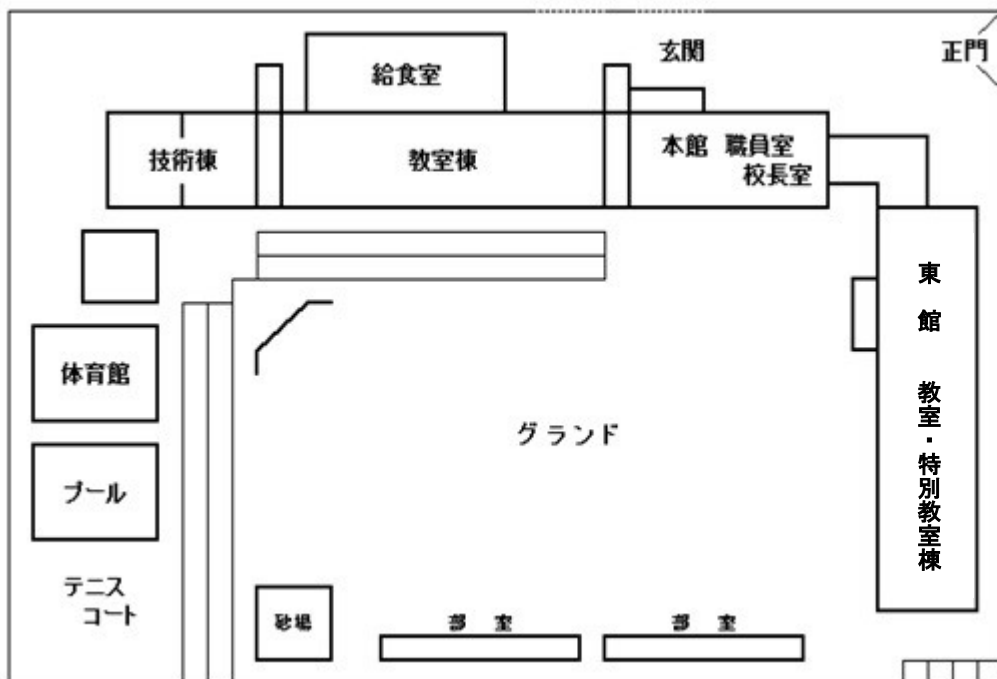 玄関
正門
給食室
技術棟
教室棟
本館 職員室
校長室
東館 教室・特別教室棟
体育館
グランド
プール
テニス
コート
砂場
部室
部室